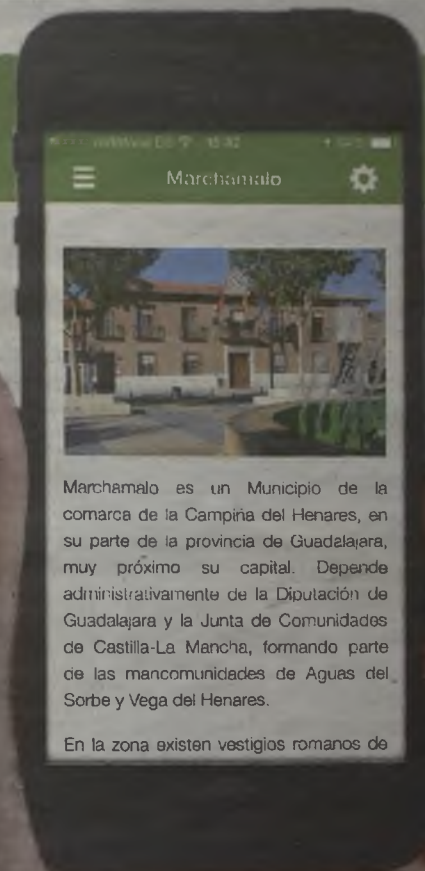 Marchamalo
Marchamalo es un Municipio de la
comarca de la Campiña del Henares, en
su parte de la provincia de Guadalajara,
muy próximo su capital. Depende
administrativamente de la Diputación de
Guadalajara y la Junta de Comunidades
de Castilla-La Mancha, formando parte
de las mancomunidades de Aguas del
Sorbe y Vega del Henares.
En la zona existen vestigios romanos de